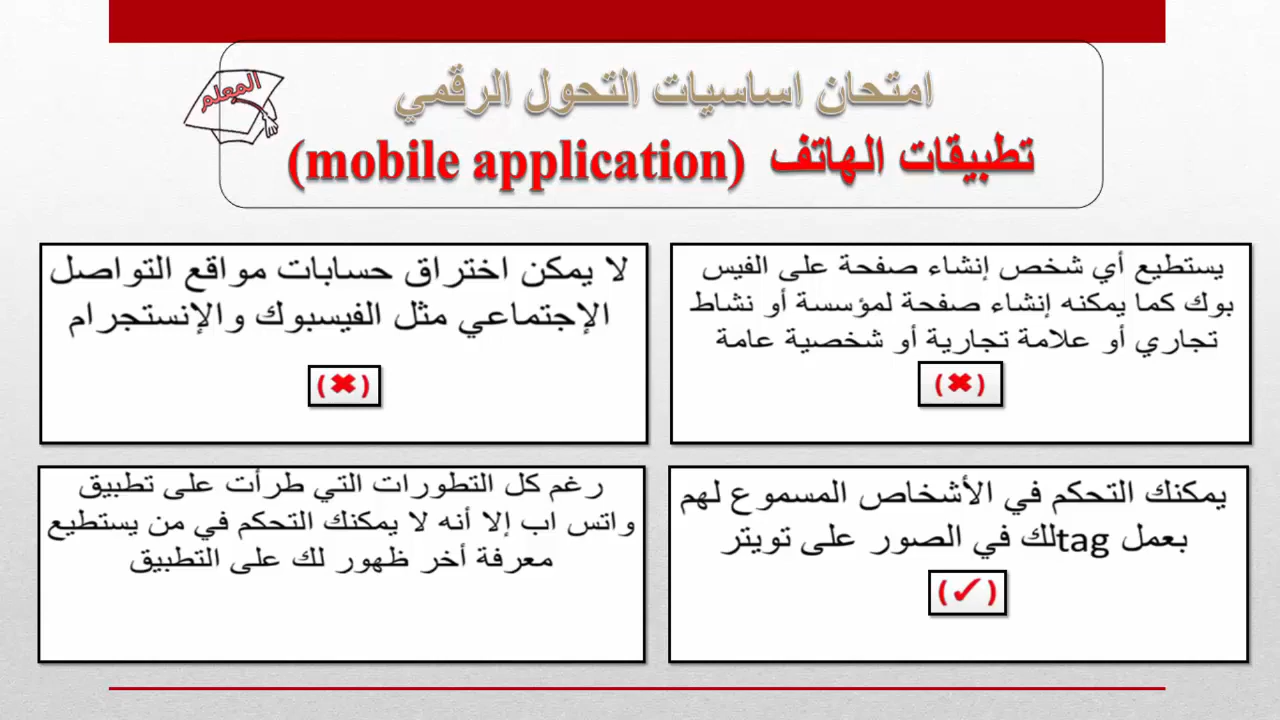 المعلم
امتحان اساسيات التحول الرقمي
تطبيقات الهاتف (mobile application)
يستطيع أي شخص إنشاء صفحة على الفيس
بوك كما يمكنه إنشاء صفحة لمؤسسة أو نشاط
تجاري أو علامة تجارية أو شخصية عامة
(✖)
لا يمكن اختراق حسابات مواقع التواصل
الإجتماعي مثل الفيسبوك والإنستجرام
(✖)
يمكنك التحكم في الأشخاص المسموع لهم
بعمل tagلك في الصور على تويتر
(✓)
رغم كل التطورات التي طرأت على تطبيق
واتس اب إلا أنه لا يمكنك التحكم في من يستطيع
معرفة أخر ظهور لك على التطبيق